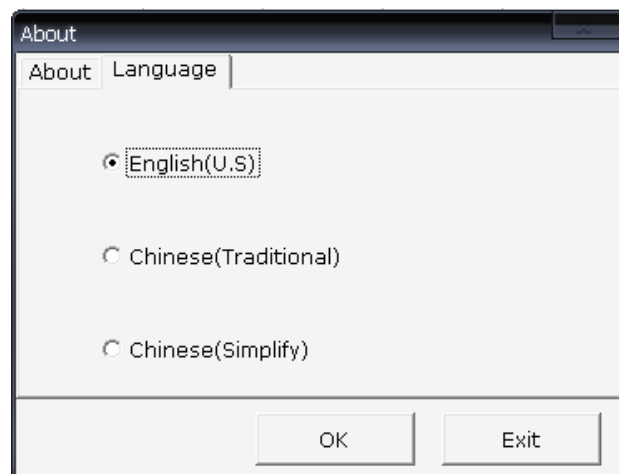 About
About Language
English(U.S)
Chinese(Traditional)
Chinese(Simplify)
OK Exit